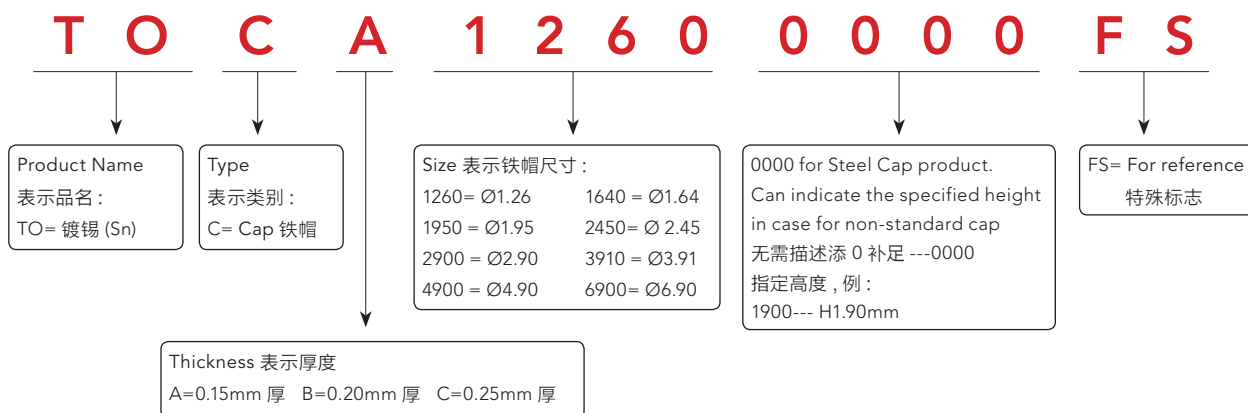 T O C A 1 2 6 0 0 0 0 0 F S
Product Name
表示品名 :
TO= 镀锡 (Sn)
Type
表示类别 :
C= Cap 铁帽
Size 表示铁帽尺寸 :
1260= Ø1.26 1640 = Ø1.64
1950 = Ø1.95 2450= Ø 2.45
2900 = Ø2.90 3910 = Ø3.91
4900 = Ø4.90 6900= Ø6.90
0000 for Steel Cap product.
Can indicate the specified height
in case for non-standard cap
无需描述添 0 补足 ---0000
指定高度 , 例 :
1900--- H1.90mm
FS= For reference
特殊标志
Thickness 表示厚度
A=0.15mm 厚 B=0.20mm 厚 C=0.25mm 厚